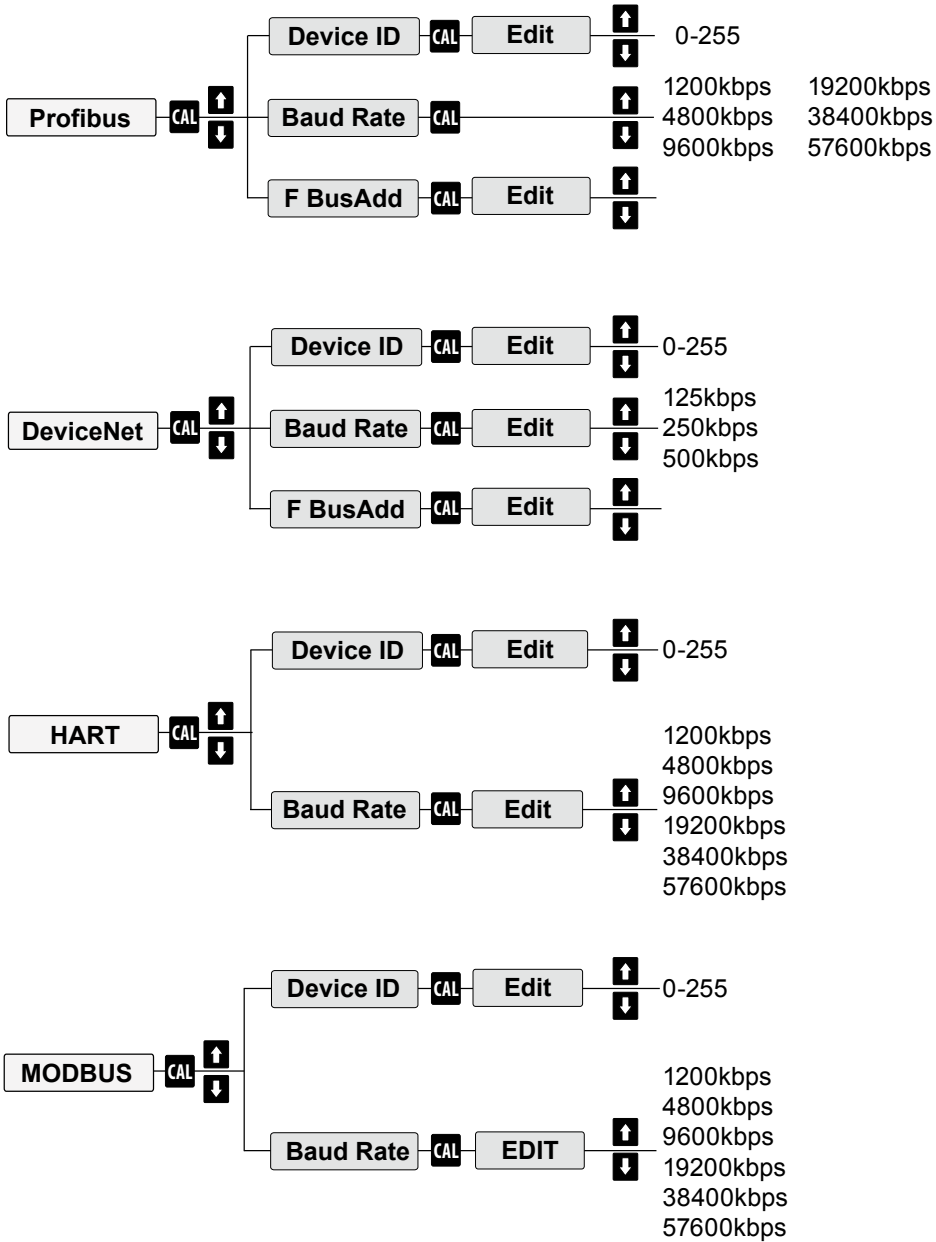 Device ID CAL Edit 0-255
Profibus CAL Baud Rate CAL
1200kbps 19200kbps
4800kbps 38400kbps
9600kbps 57600kbps
F BusAdd CAL Edit
Device ID CAL Edit 0-255
DeviceNet CAL Baud Rate CAL Edit
125kbps
250kbps
500kbps
F BusAdd CAL Edit
Device ID CAL Edit 0-255
HART CAL
Baud Rate CAL Edit
1200kbps
4800kbps
9600kbps
19200kbps
38400kbps
57600kbps
Device ID CAL Edit 0-255
MODBUS CAL
Baud Rate CAL EDIT
1200kbps
4800kbps
9600kbps
19200kbps
38400kbps
57600kbps